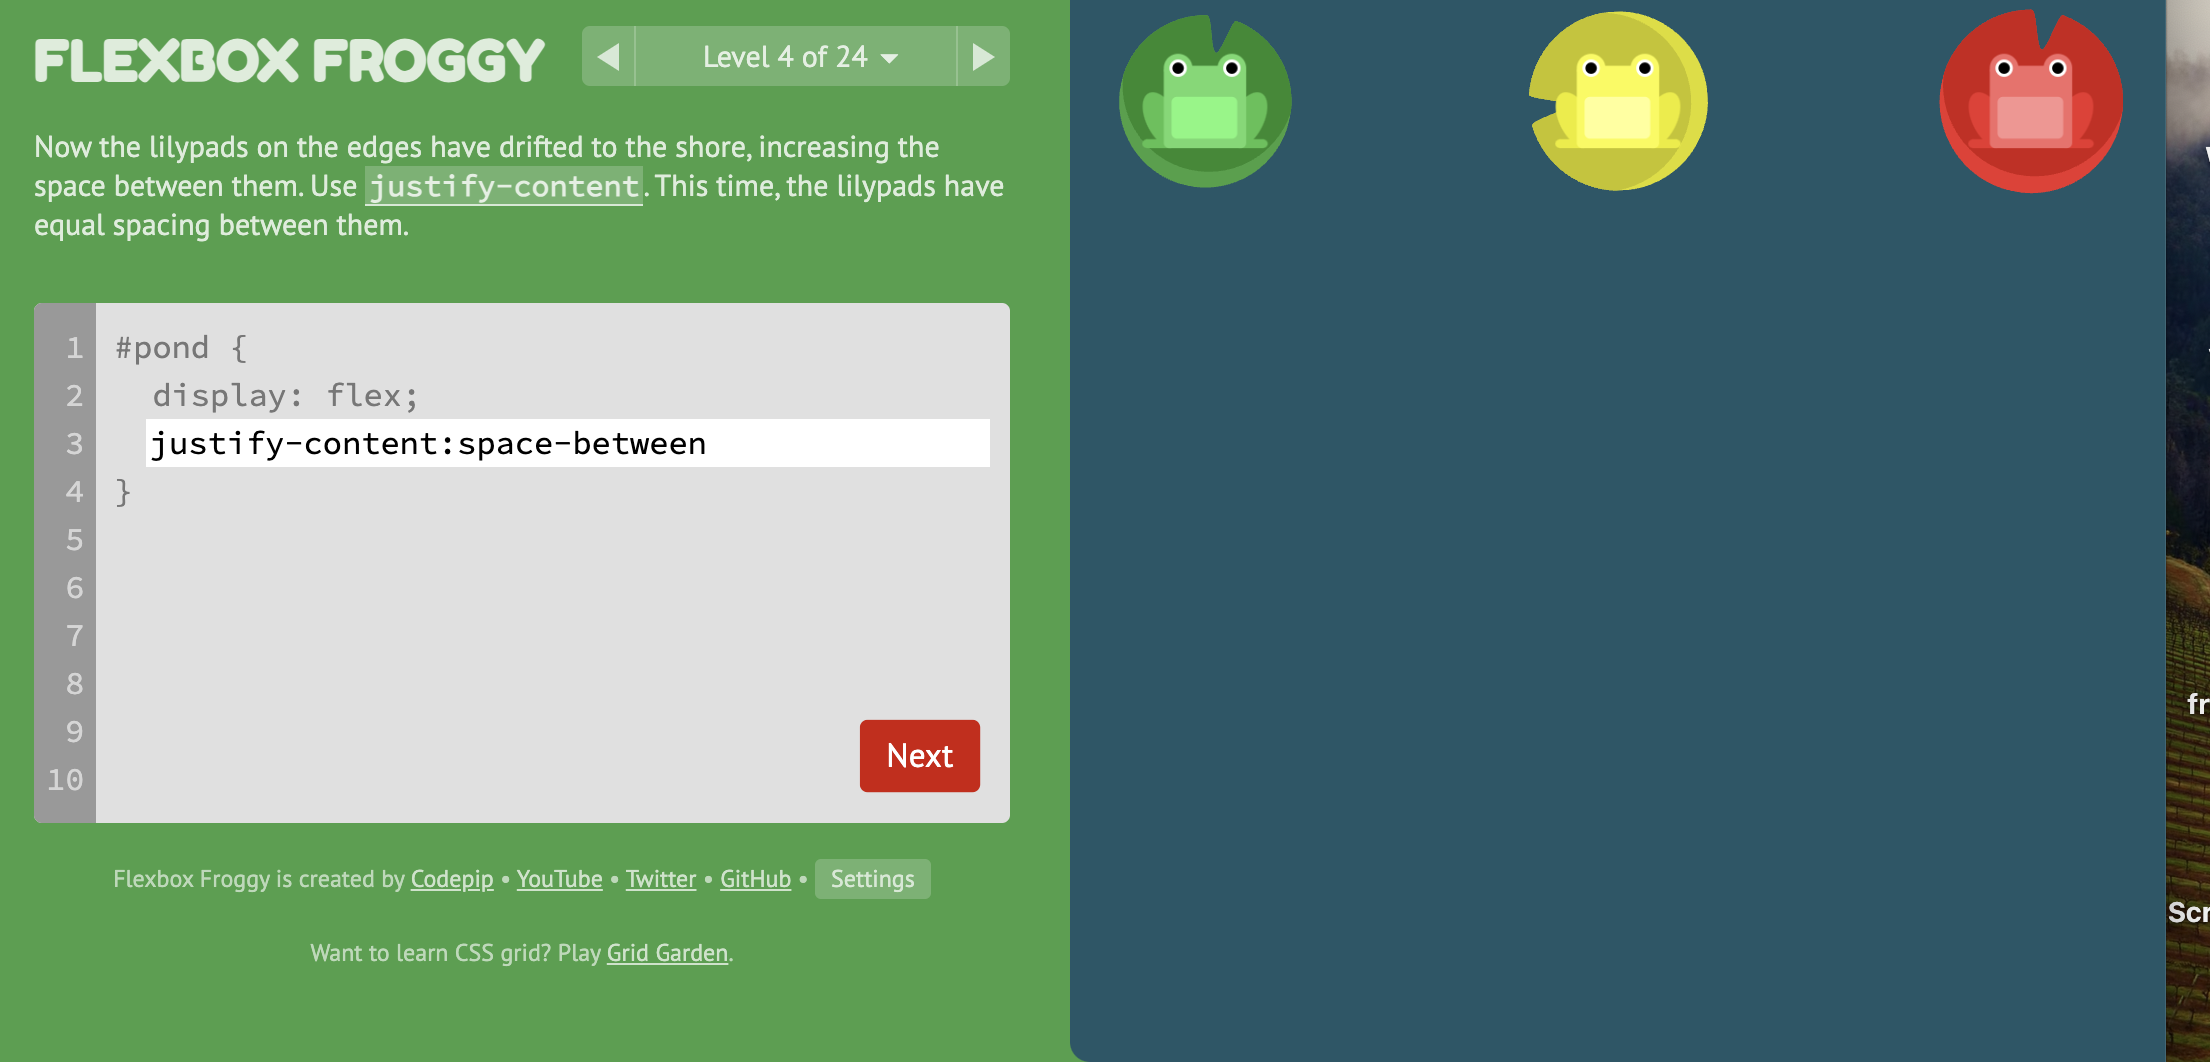 FLEXBOX FROGGY
Level 4 of 24
Now the lilypads on the edges have drifted to the shore, increasing the
space between them. Use justify-content. This time, the lilypads have
equal spacing between them.
1 #pond {
2 display: flex;
3 justify-content:space-between
4 }
5
6
7
8
9
10
Next
Flexbox Froggy is created by Codepip • YouTube • Twitter • GitHub • Settings
Want to learn CSS grid? Play Grid Garden.
fr
Scr